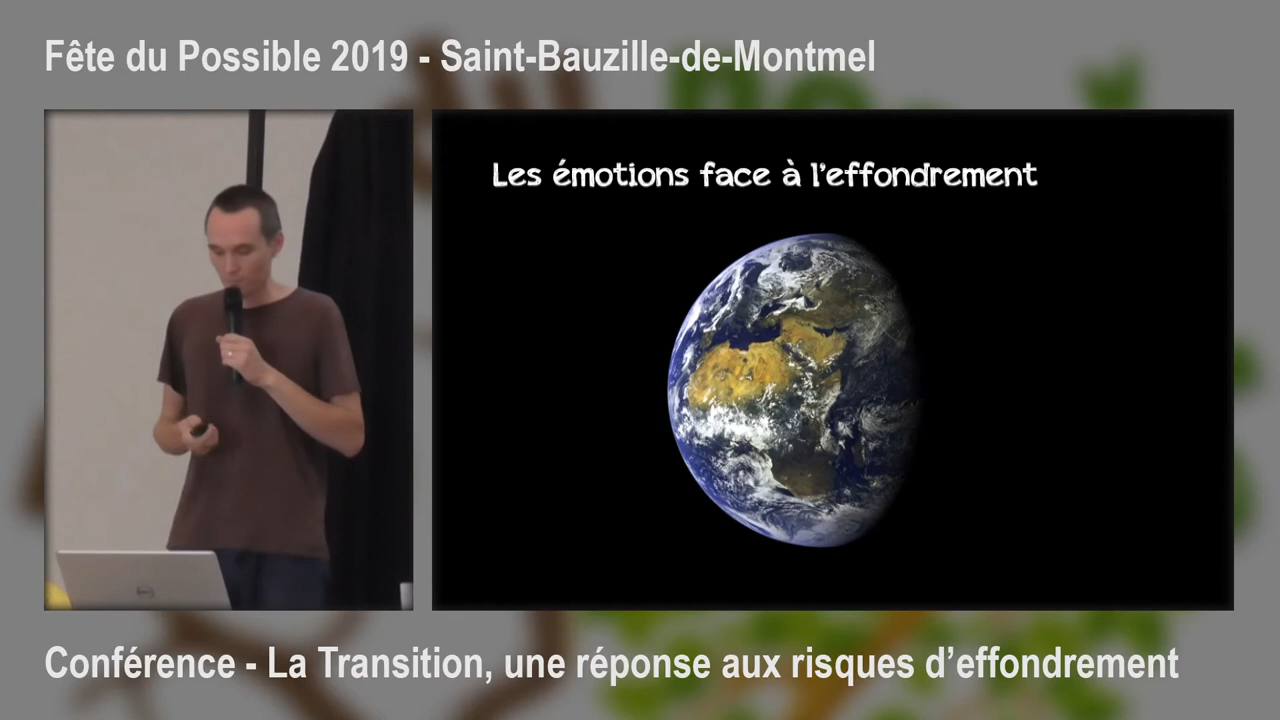 Fête du Possible 2019 - Saint-Bauzille-de-Montmel
Les émotions face à l'effondrement
Conférence - La Transition, une réponse aux risques d'effondrement